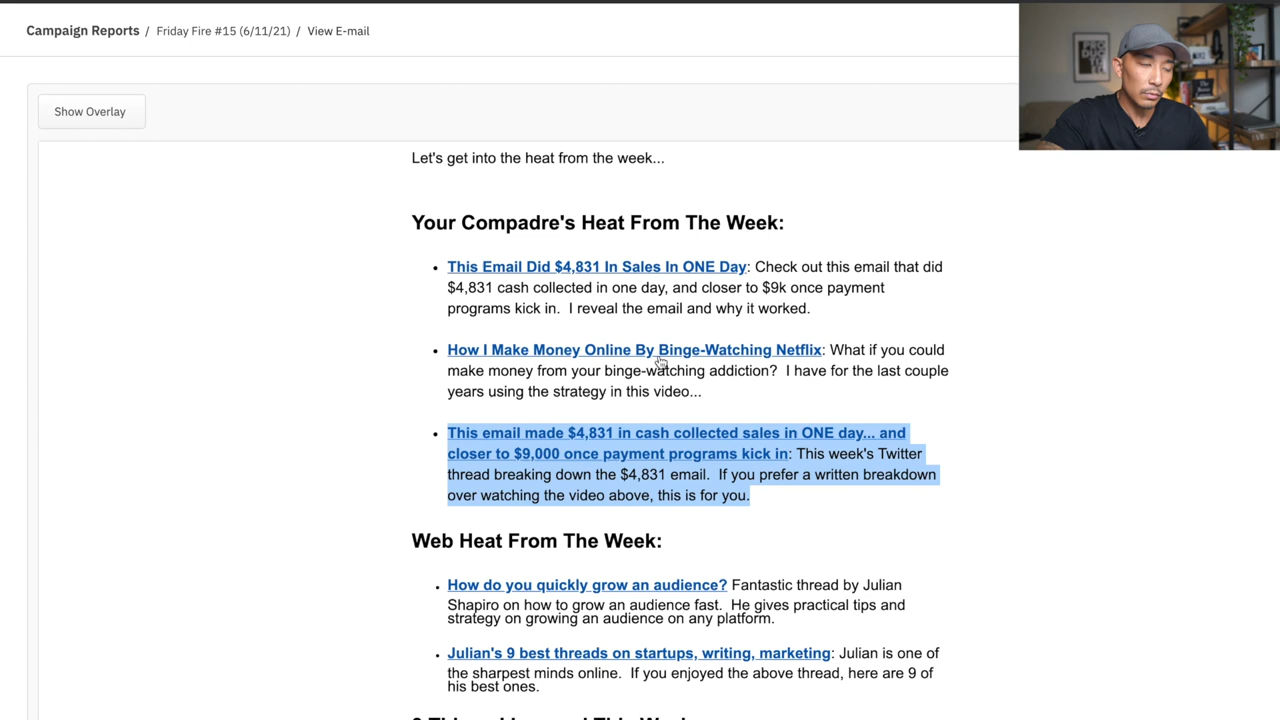 Campaign Reports / Friday Fire #15 (6/11/21) / View E-mail
Show Overlay
Let's get into the heat from the week...
Your Compadre's Heat From The Week:
• This Email Did $4,831 In Sales In ONE Day: Check out this email that did
$4,831 cash collected in one day, and closer to $9k once payment
programs kick in.  I reveal the email and why it worked.
• How I Make Money Online By Binge-Watching Netflix: What if you could
make money from your binge-watching addiction?  I have for the last couple
years using the strategy in this video...
• This email made $4,831 in cash collected sales in ONE day... and
closer to $9,000 once payment programs kick in: This week's Twitter
thread breaking down the $4,831 email.  If you prefer a written breakdown
over watching the video above, this is for you.
Web Heat From The Week:
• How do you quickly grow an audience? Fantastic thread by Julian
Shapiro on how to grow an audience fast.  He gives practical tips and
strategy on growing an audience on any platform.
• Julian's 9 best threads on startups, writing, marketing: Julian is one of
the sharpest minds online.  If you enjoyed the above thread, here are 9 of
his best ones.